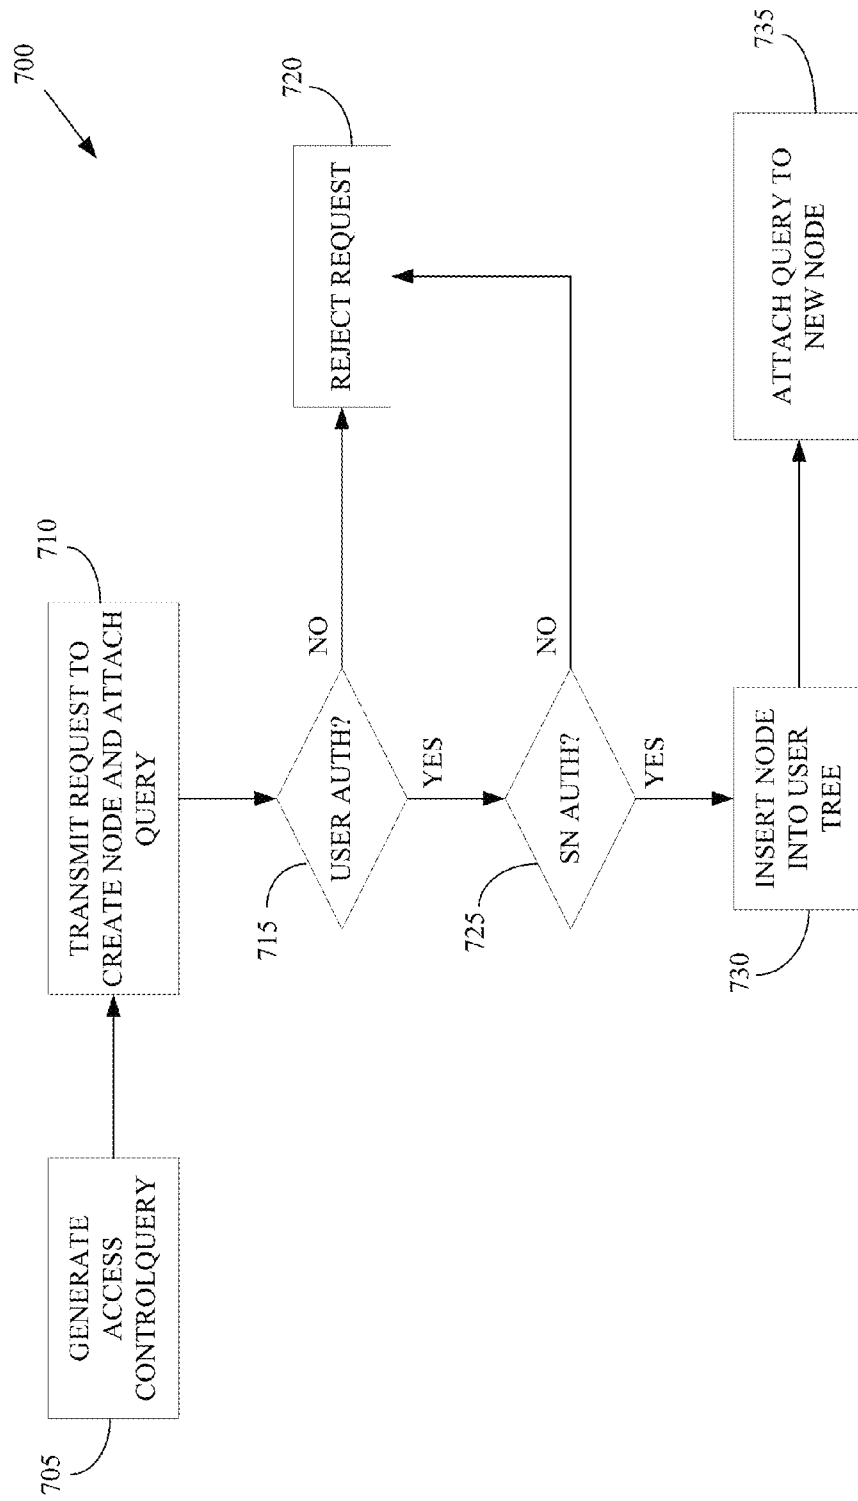 700
705
GENERATE
ACCESS
CONTROLQUERY
710
TRANSMIT REQUEST TO
CREATE NODE AND ATTACH
QUERY
715
USER AUTH?
NO
YES
720
REJECT REQUEST
725
SN AUTH?
NO
YES
730
INSERT NODE
INTO USER
TREE
735
ATTACH QUERY TO
NEW NODE